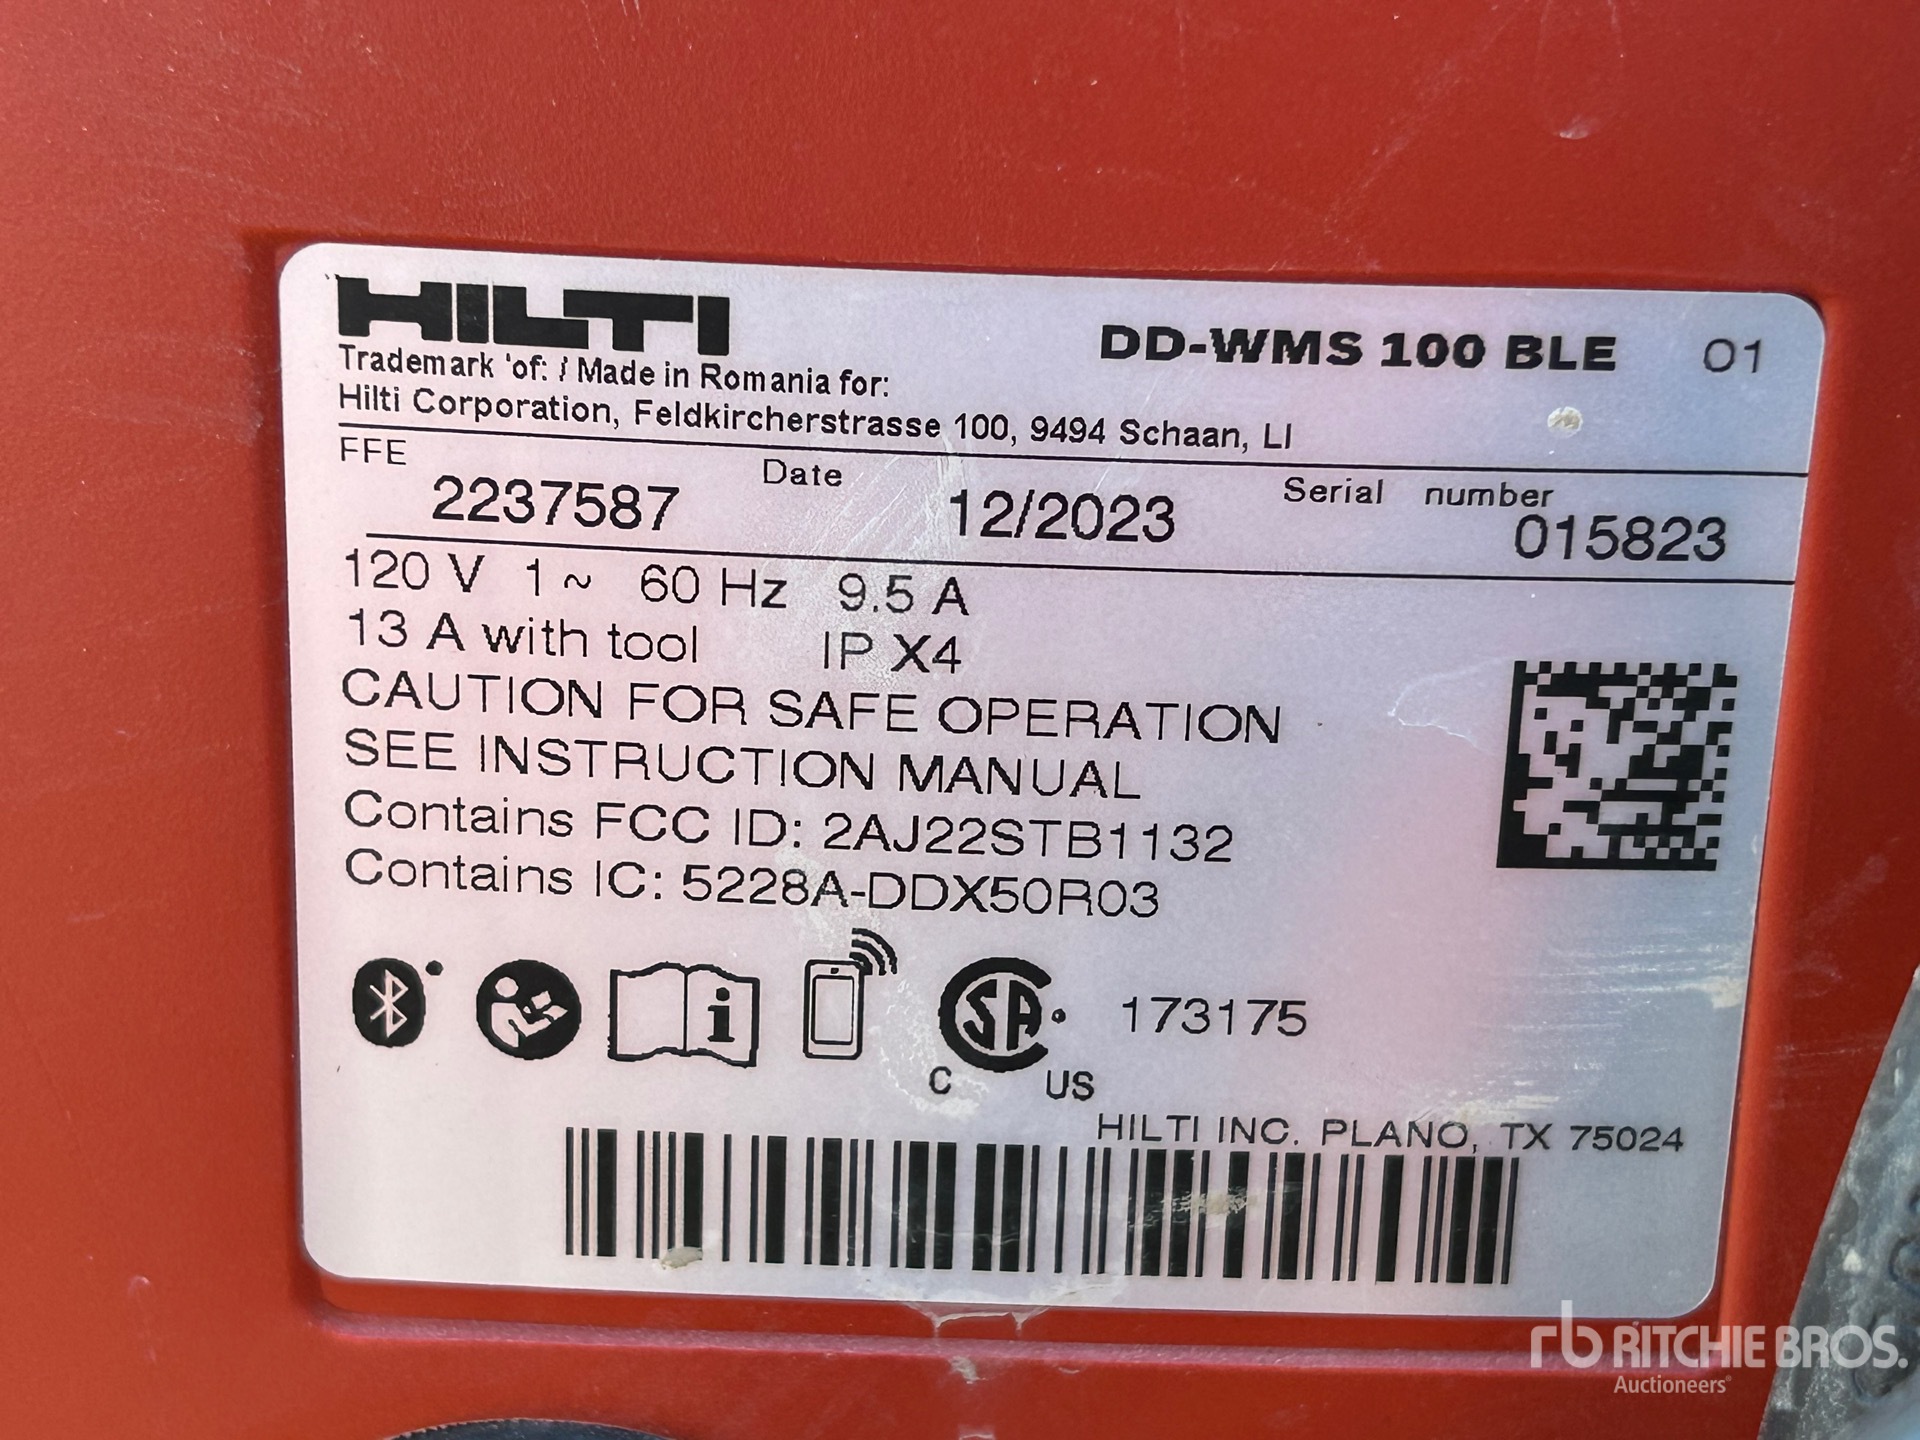 HILTI
DD-WMS 100 BLE 01
Trademark 'of: / Made in Romania for:
Hilti Corporation, Feldkircherstrasse 100, 9494 Schaan, LI
FFE 2237587 Date 12/2023 Serial number 015823
120 V 1~ 60 Hz 9.5 A
13 A with tool IP X4
CAUTION FOR SAFE OPERATION
SEE INSTRUCTION MANUAL
Contains FCC ID: 2AJ22STB1132
Contains IC: 5228A-DDX50R03
i SA 173175
C US
HILTI INC. PLANO, TX 75024
rb RITCHIE BROS.
Auctioneers®